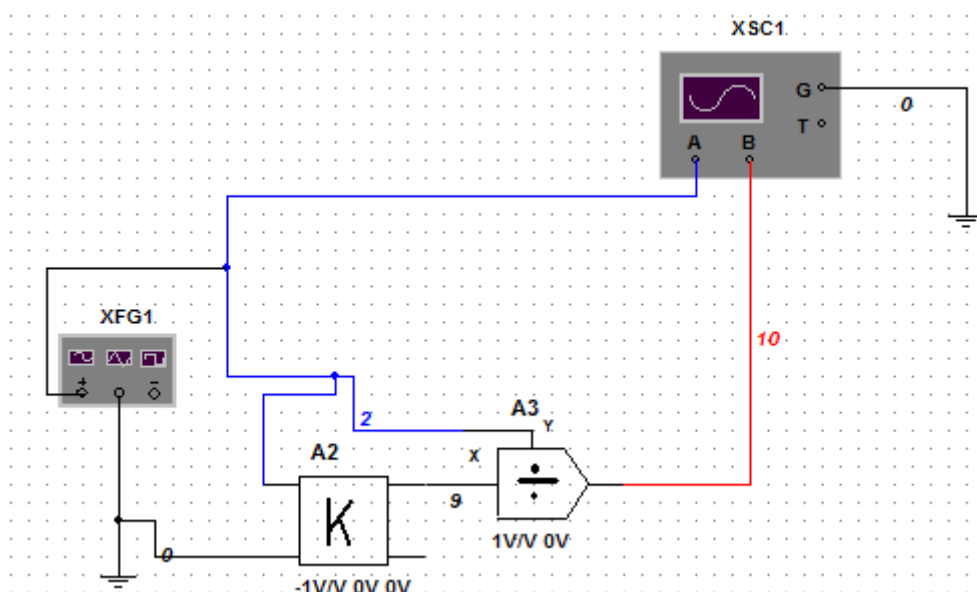 XSC1
G
0
T
A B
XFG1
+
−
10
A3
Y
2
A2
X
÷
K
9
1V/V 0V
0
-1V/V 0V 0V